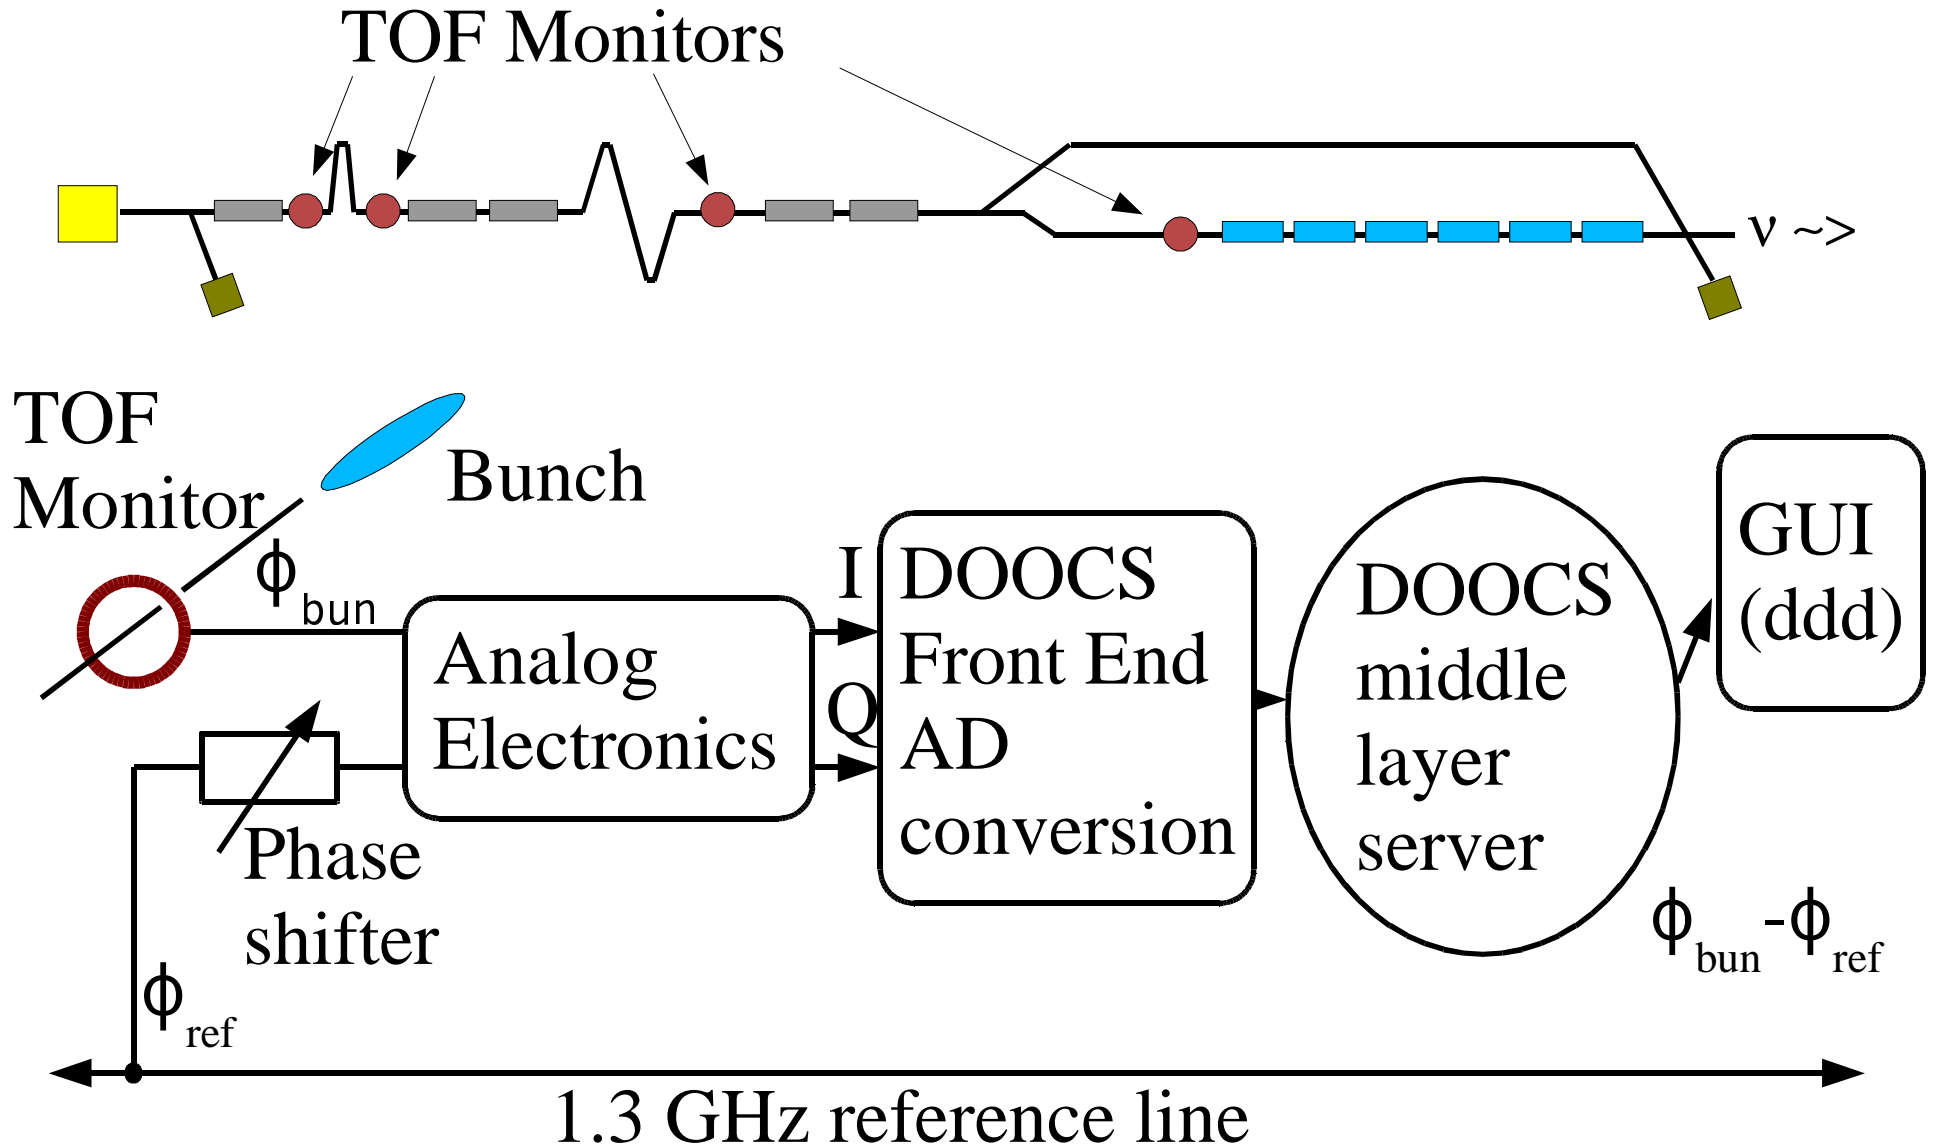 TOF Monitors
ν ~>
TOF
Monitor
Bunch
ϕbun
Analog
Electronics
I
Q
DOOCS
Front End
AD
conversion
DOOCS
middle
layer
server
GUI
(ddd)
Phase
shifter
ϕbun-ϕref
ϕref
1.3 GHz reference line